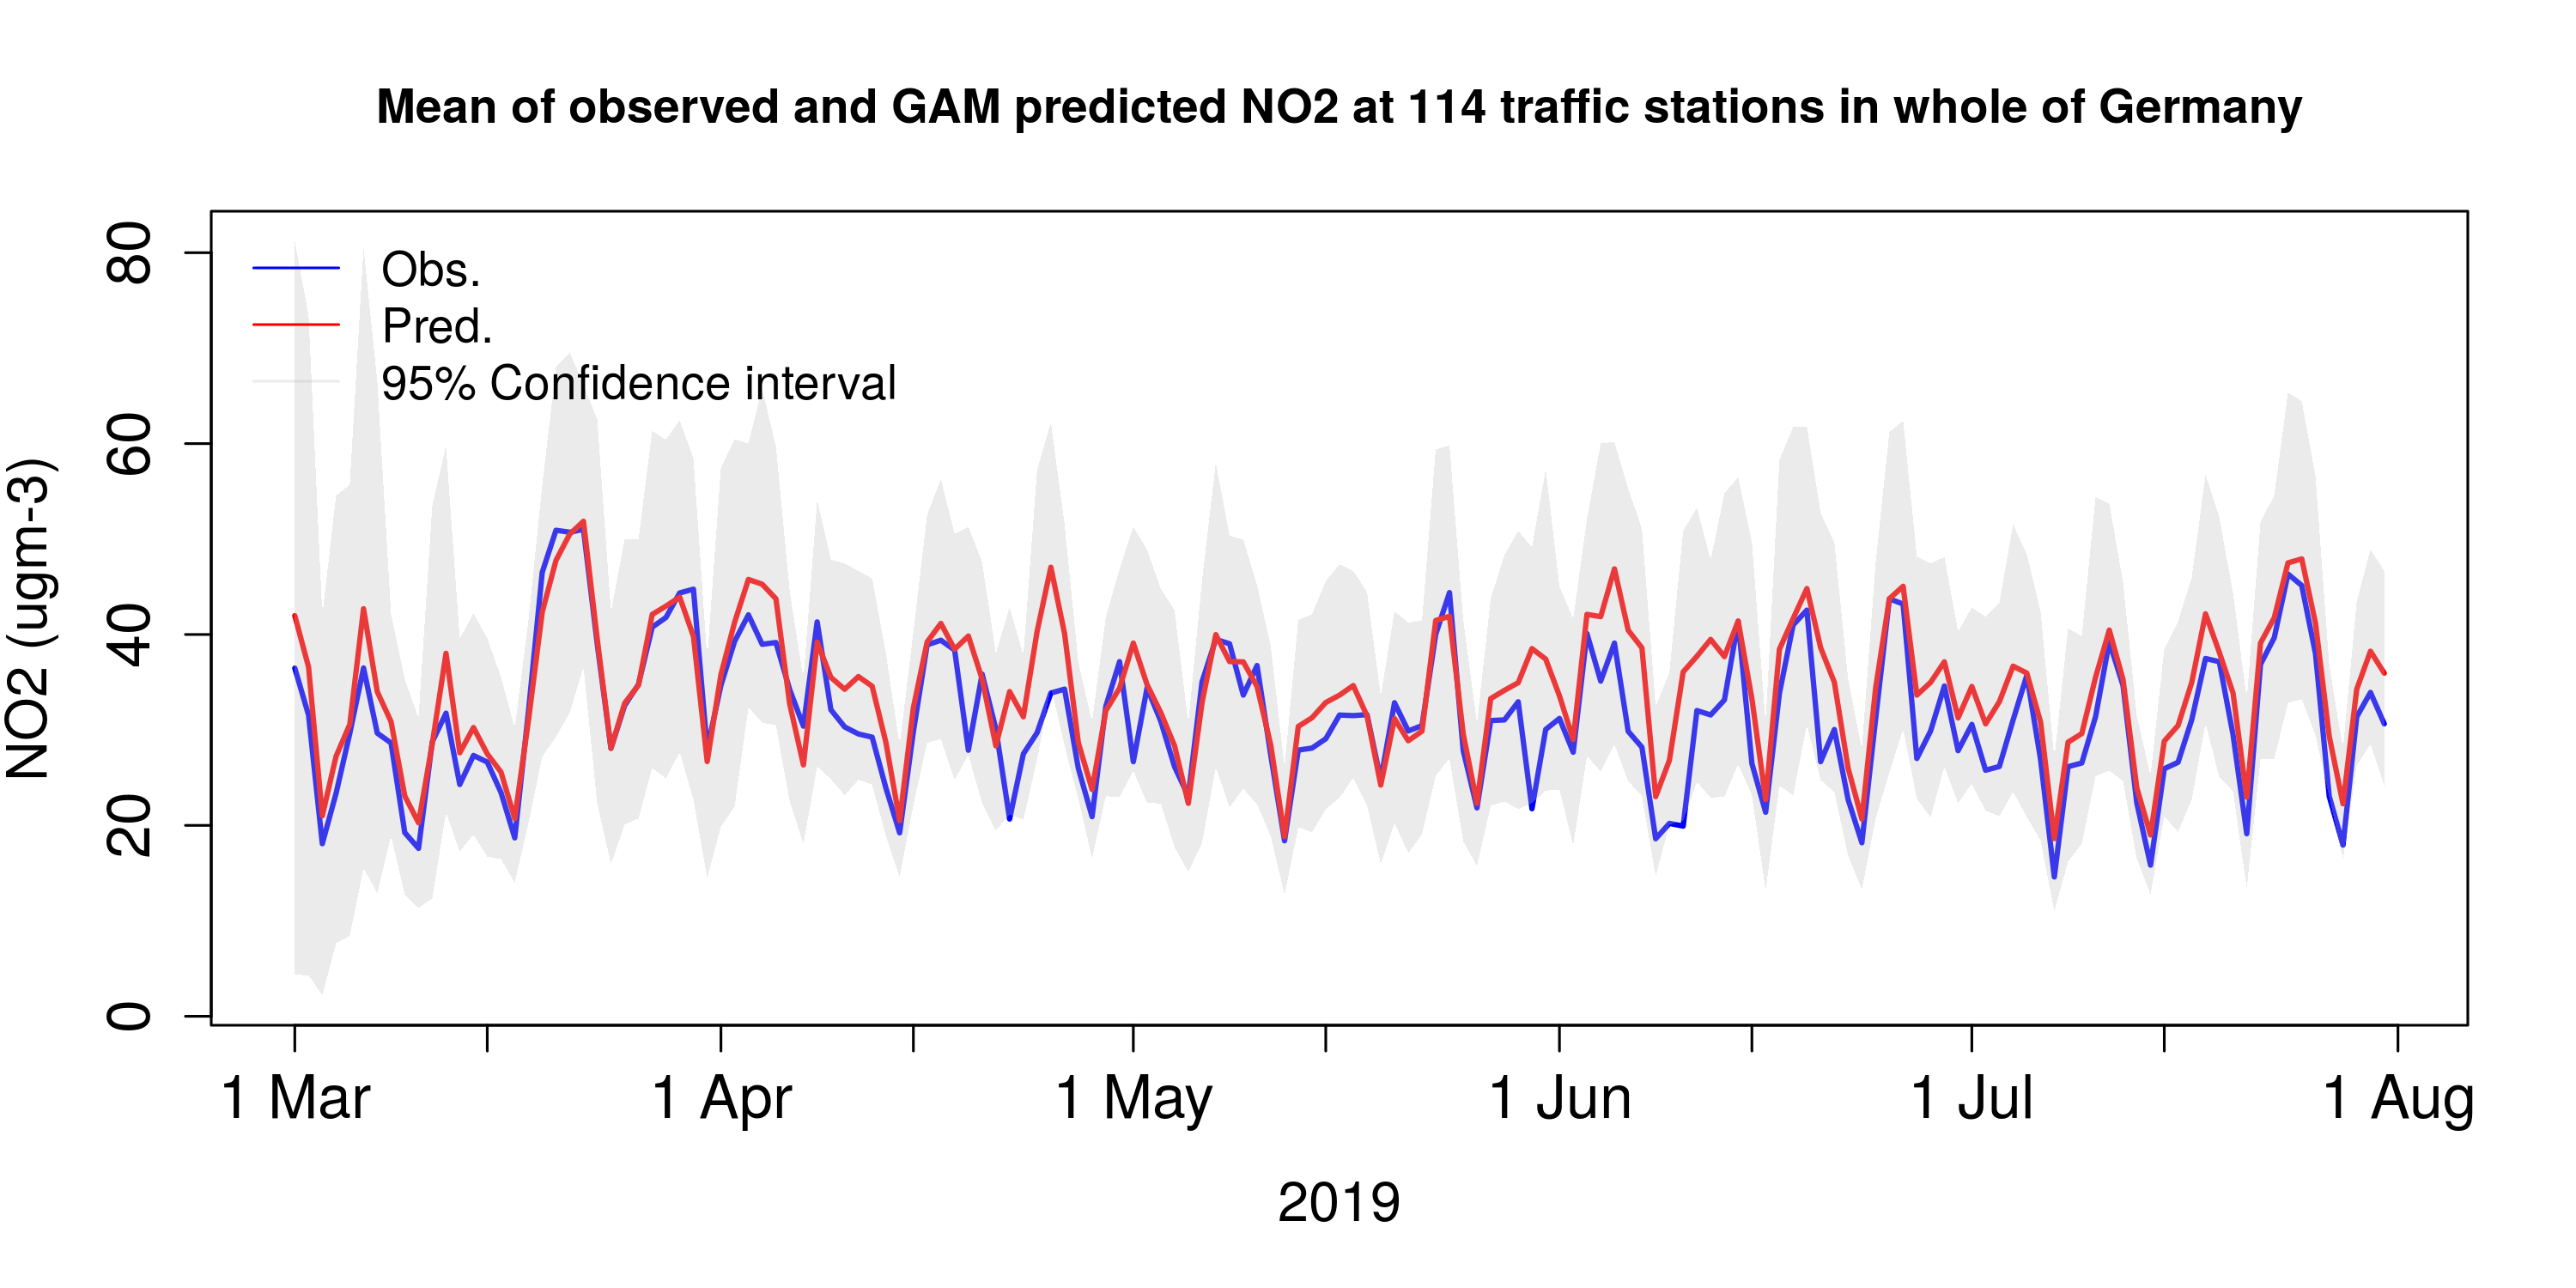 Mean of observed and GAM predicted NO2 at 114 traffic stations in whole of Germany
NO2 (ugm-3)
80
60
40
20
0
Obs.
Pred.
95% Confidence interval
1 Mar 1 Apr 1 May 1 Jun 1 Jul 1 Aug
2019